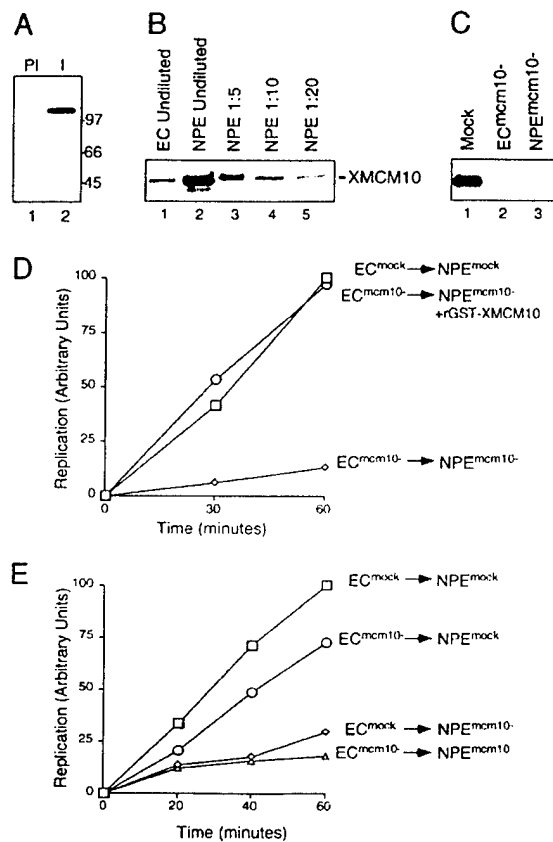 A
PI I
97
66
45
1 2
B
EC Undiluted
NPE Undiluted
NPE 1:5
NPE 1:10
NPE 1:20
-XMCM10
1 2 3 4 5
C
Mock
ECmcm10-
NPEmcm10-
1 2 3
D
Replication (Arbitrary Units)
100
75
50
25
0
0 30 60
Time (minutes)
ECmock → NPEmock
ECmcm10- → NPEmcm10-
+rGST-XMCM10
ECmcm10- → NPEmcm10-
E
Replication (Arbitrary Units)
100
75
50
25
0
0 20 40 60
Time (minutes)
ECmock → NPEmock
ECmcm10- → NPEmock
ECmock → NPEmcm10-
ECmcm10- → NPEmcm10